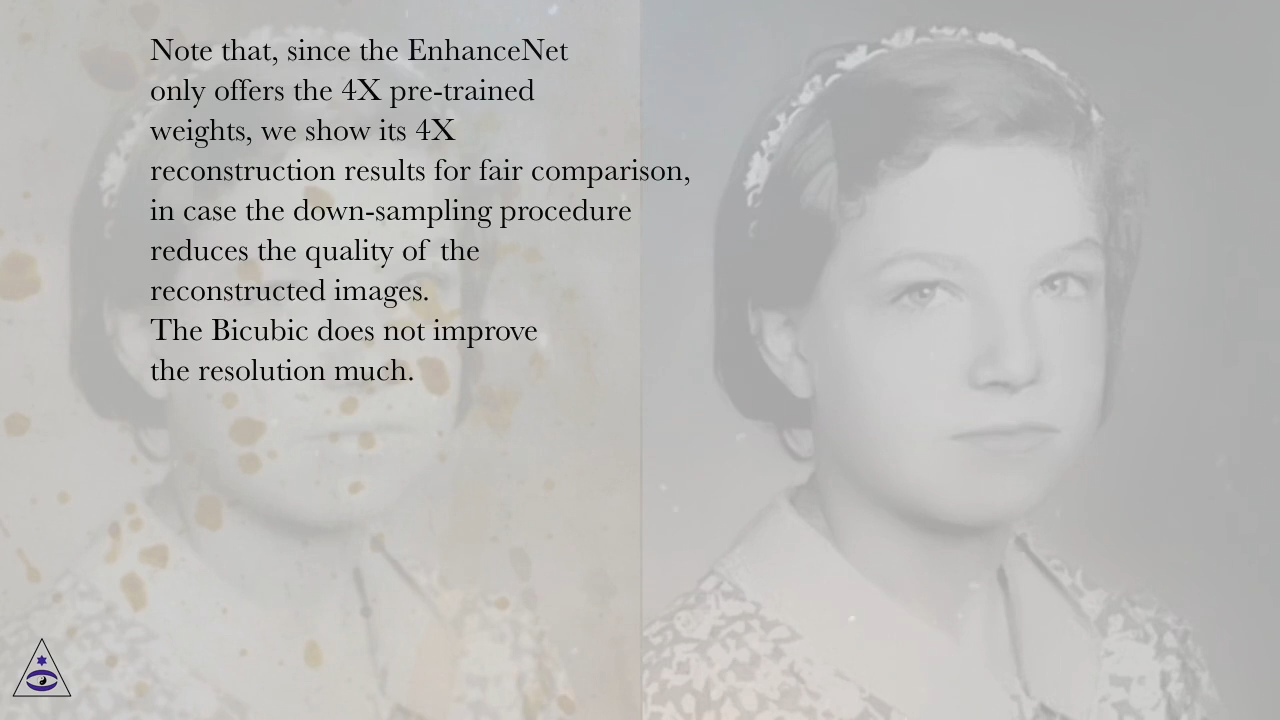 Note that, since the EnhanceNet
only offers the 4X pre-trained
weights, we show its 4X
reconstruction results for fair comparison,
in case the down-sampling procedure
reduces the quality of the
reconstructed images.
The Bicubic does not improve
the resolution much.